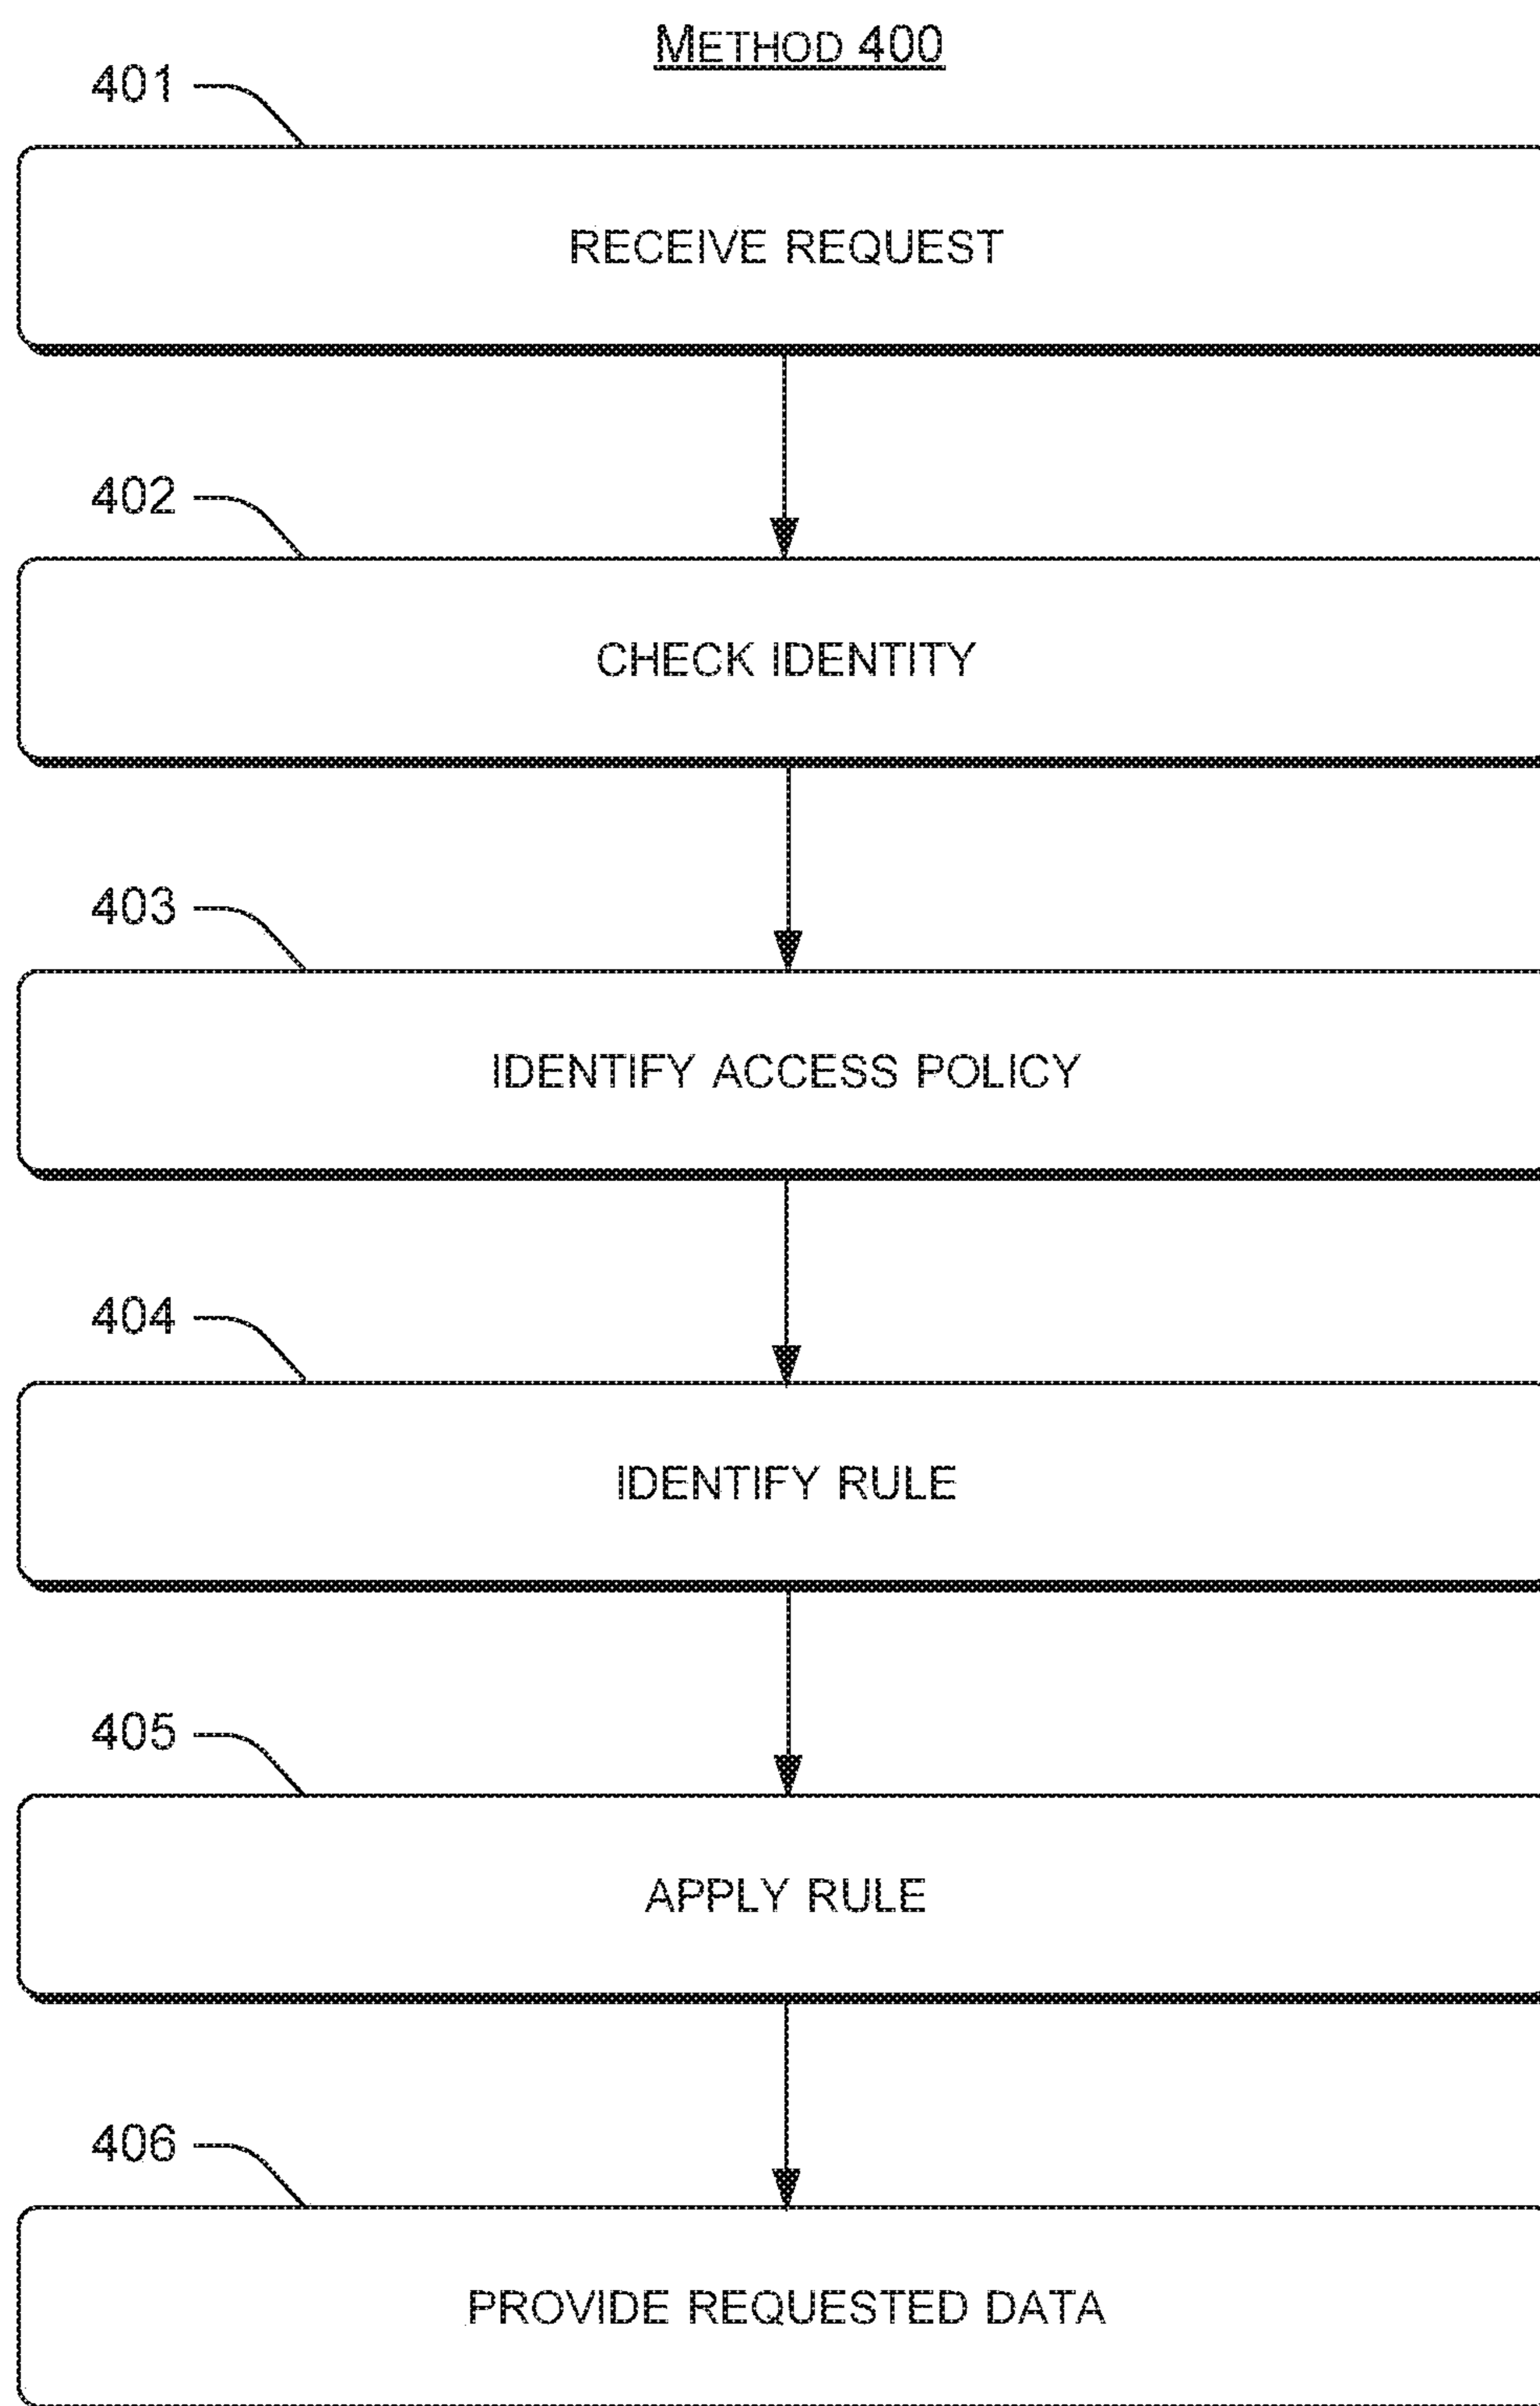 METHOD 400
401
RECEIVE REQUEST
402
CHECK IDENTITY
403
IDENTIFY ACCESS POLICY
404
IDENTIFY RULE
405
APPLY RULE
406
PROVIDE REQUESTED DATA